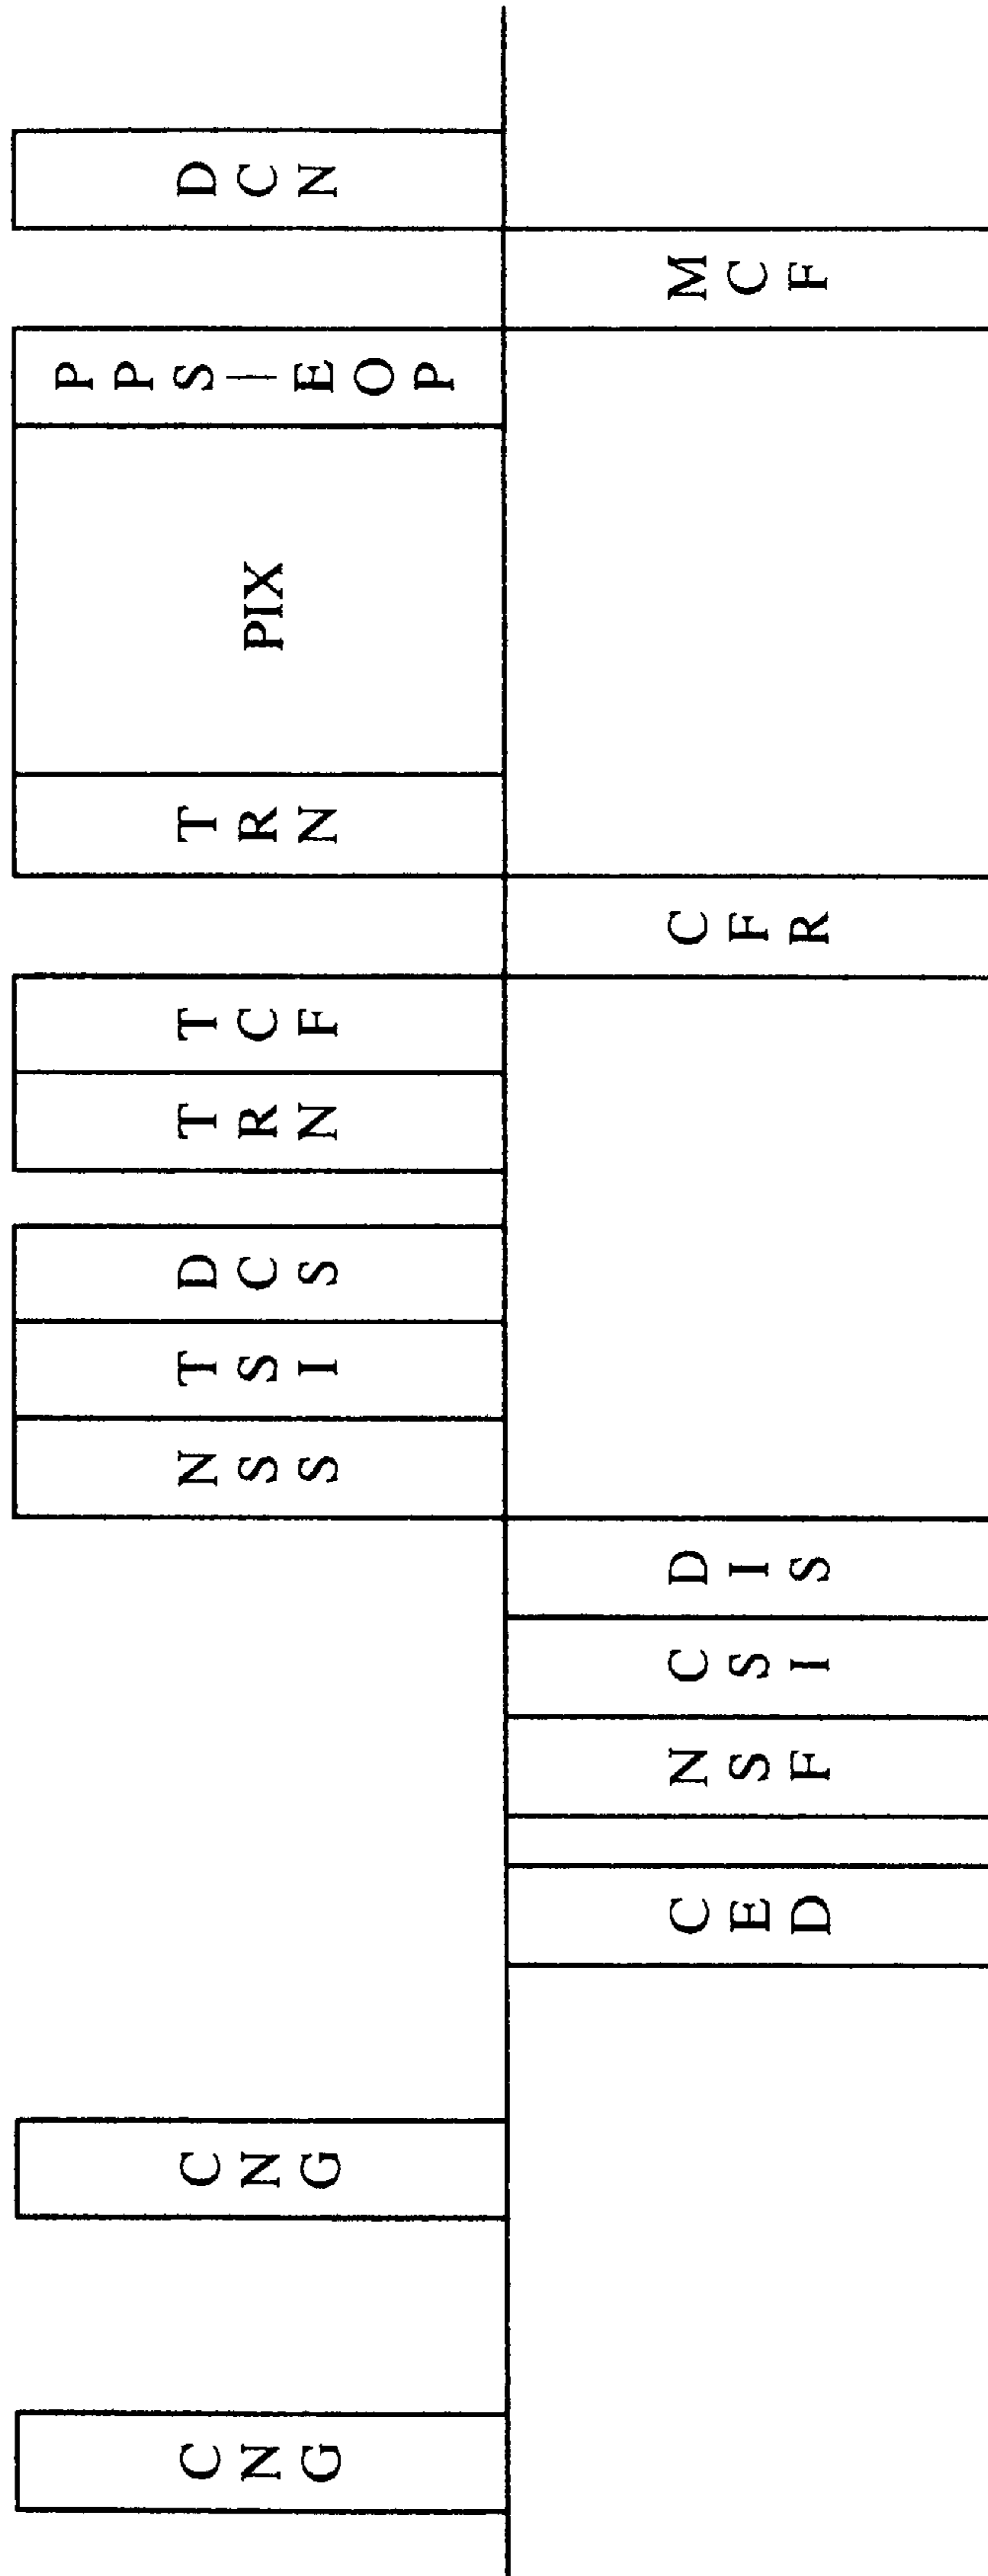 CNG
CNG
NSS
TSI
DCS
TRN
TCF
TRN
PIX
PPS-EOP
DCN
CED
NSF
CSI
DIS
CFR
MCF